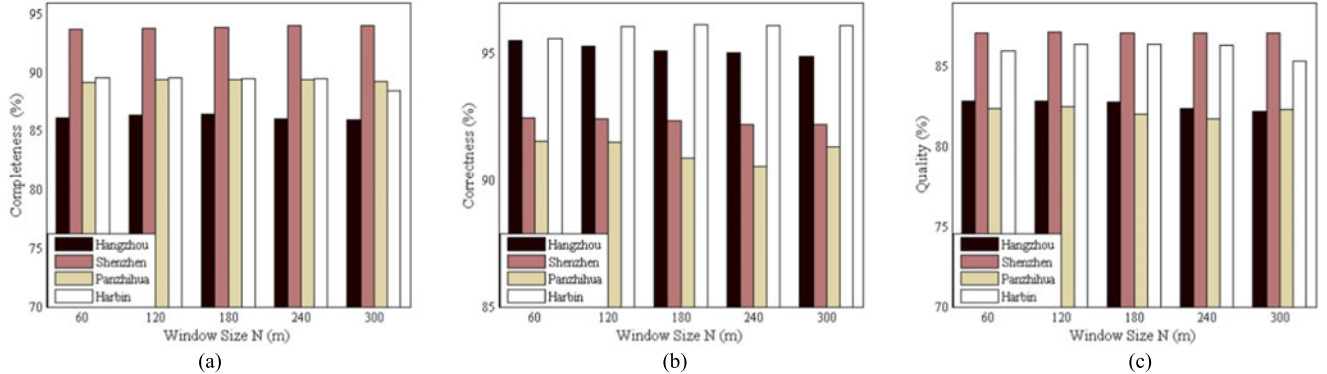 95
90
85
80
75
70
Completeness (%)
Hangzhou
Shenzhen
Panzhihua
Harbin
60 120 180 240 300
Window Size N (m)
(a)
95
90
85
Correctness (%)
Hangzhou
Shenzhen
Panzhihua
Harbin
60 120 180 240 300
Window Size N (m)
(b)
85
80
75
70
Quality (%)
Hangzhou
Shenzhen
Panzhihua
Harbin
60 120 180 240 300
Window Size N (m)
(c)